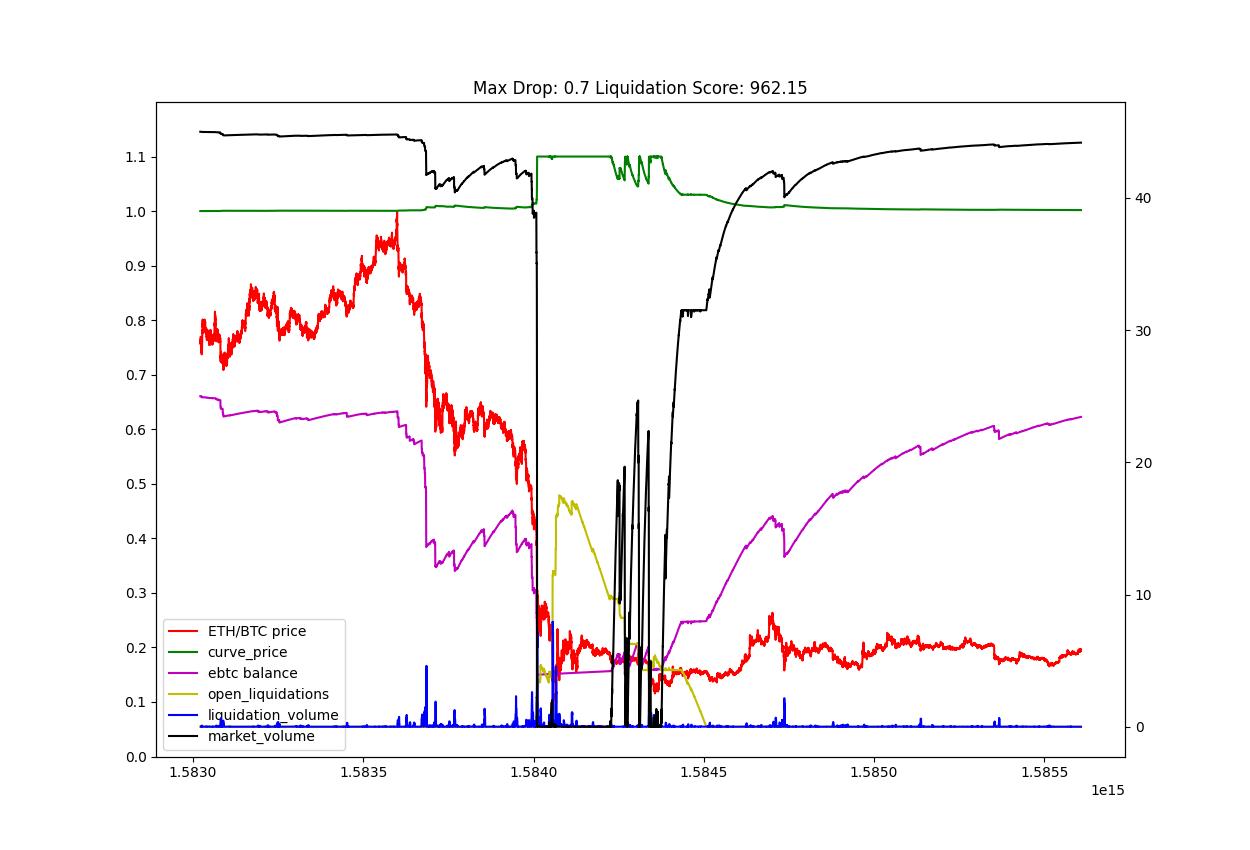 Max Drop: 0.7 Liquidation Score: 962.15
1.1
1.0
0.9
0.8
0.7
0.6
0.5
0.4
0.3
0.2
0.1
0.0
40
30
20
10
0
ETH/BTC price
curve_price
ebtc balance
open_liquidations
liquidation_volume
market_volume
1.5830 1.5835 1.5840 1.5845 1.5850 1.5855
1e15